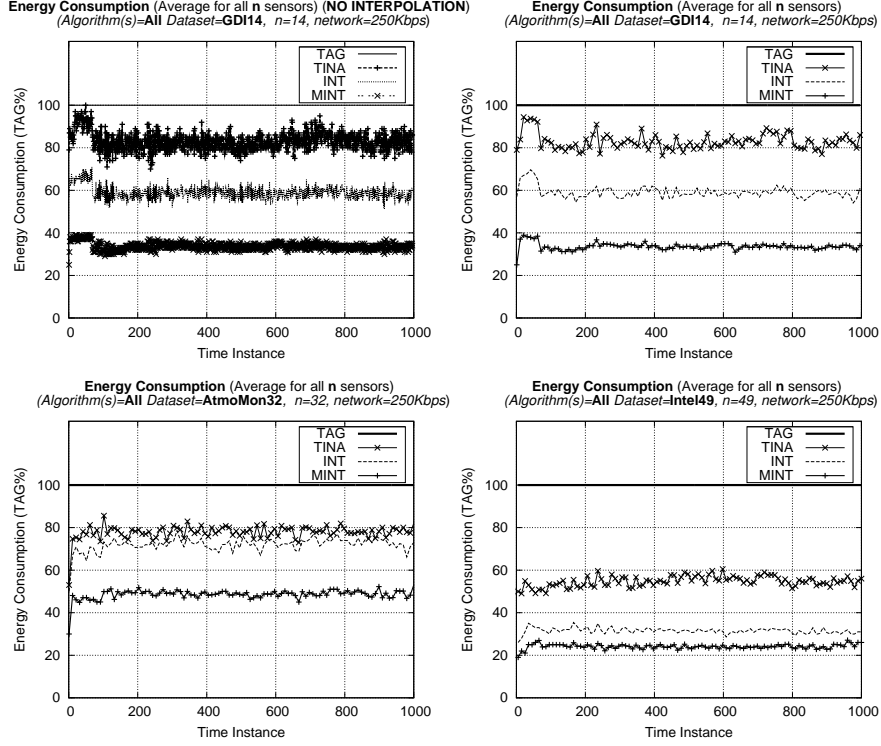 Energy Consumption (Average for all n sensors) (NO INTERPOLATION)
(Algorithm(s)=All Dataset=GDI14, n=14, network=250Kbps)
TAG
TINA
INT
MINT
120
100
80
60
40
20
0
Energy Consumption (TAG%)
0 200 400 600 800 1000
Time Instance
Energy Consumption (Average for all n sensors)
(Algorithm(s)=All Dataset=GDI14, n=14, network=250Kbps)
TAG
TINA
INT
MINT
120
100
80
60
40
20
0
Energy Consumption (TAG%)
0 200 400 600 800 1000
Time Instance
Energy Consumption (Average for all n sensors)
(Algorithm(s)=All Dataset=AtmoMon32, n=32, network=250Kbps)
TAG
TINA
INT
MINT
120
100
80
60
40
20
0
Energy Consumption (TAG%)
0 200 400 600 800 1000
Time Instance
Energy Consumption (Average for all n sensors)
(Algorithm(s)=All Dataset=Intel49, n=49, network=250Kbps)
TAG
TINA
INT
MINT
120
100
80
60
40
20
0
Energy Consumption (TAG%)
0 200 400 600 800 1000
Time Instance